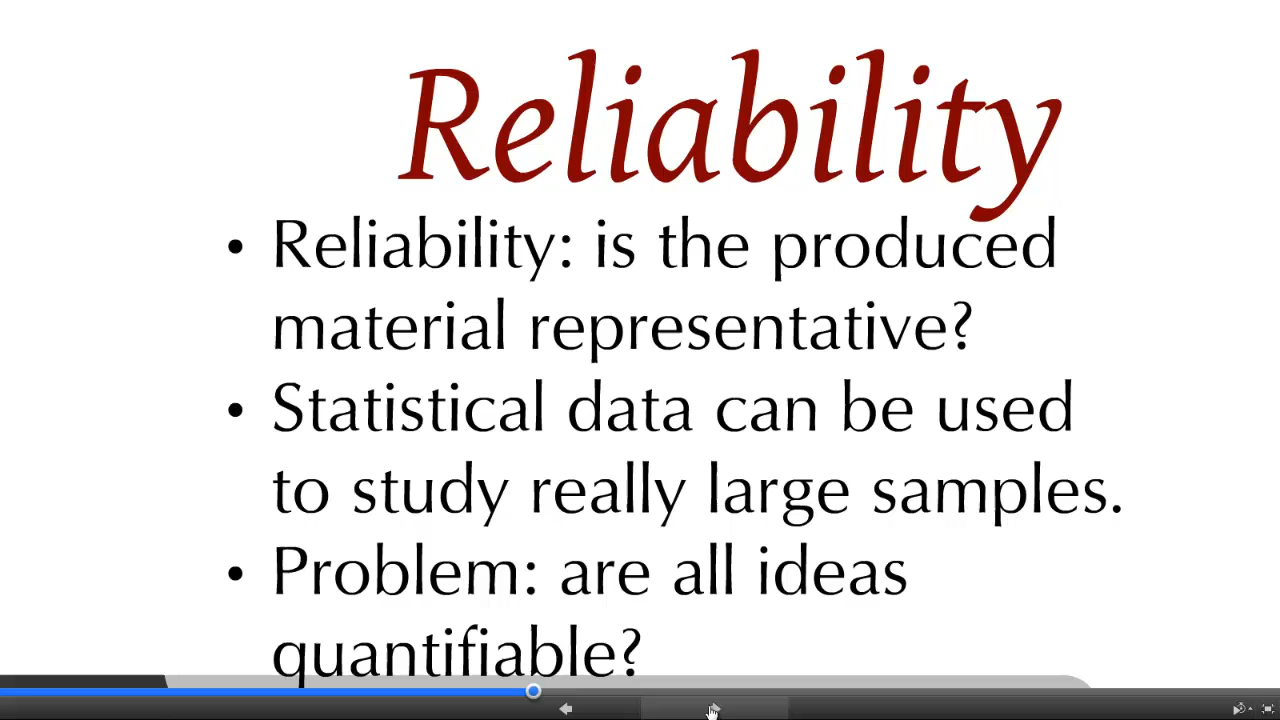 Reliability
• Reliability: is the produced
material representative?
• Statistical data can be used
to study really large samples.
• Problem: are all ideas
quantifiable?